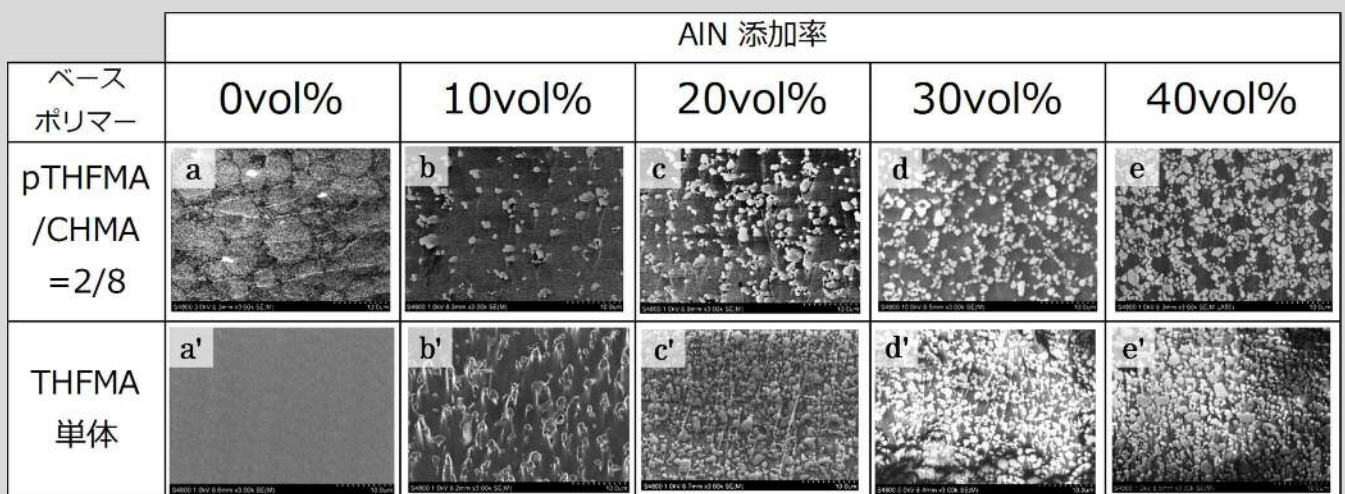 AlN 添加率
ベース
ポリマー
0vol%
10vol%
20vol%
30vol%
40vol%
pTHFMA
/CHMA
=2/8
a
b
c
d
e
THFMA
単体
a'
b'
c'
d'
e'